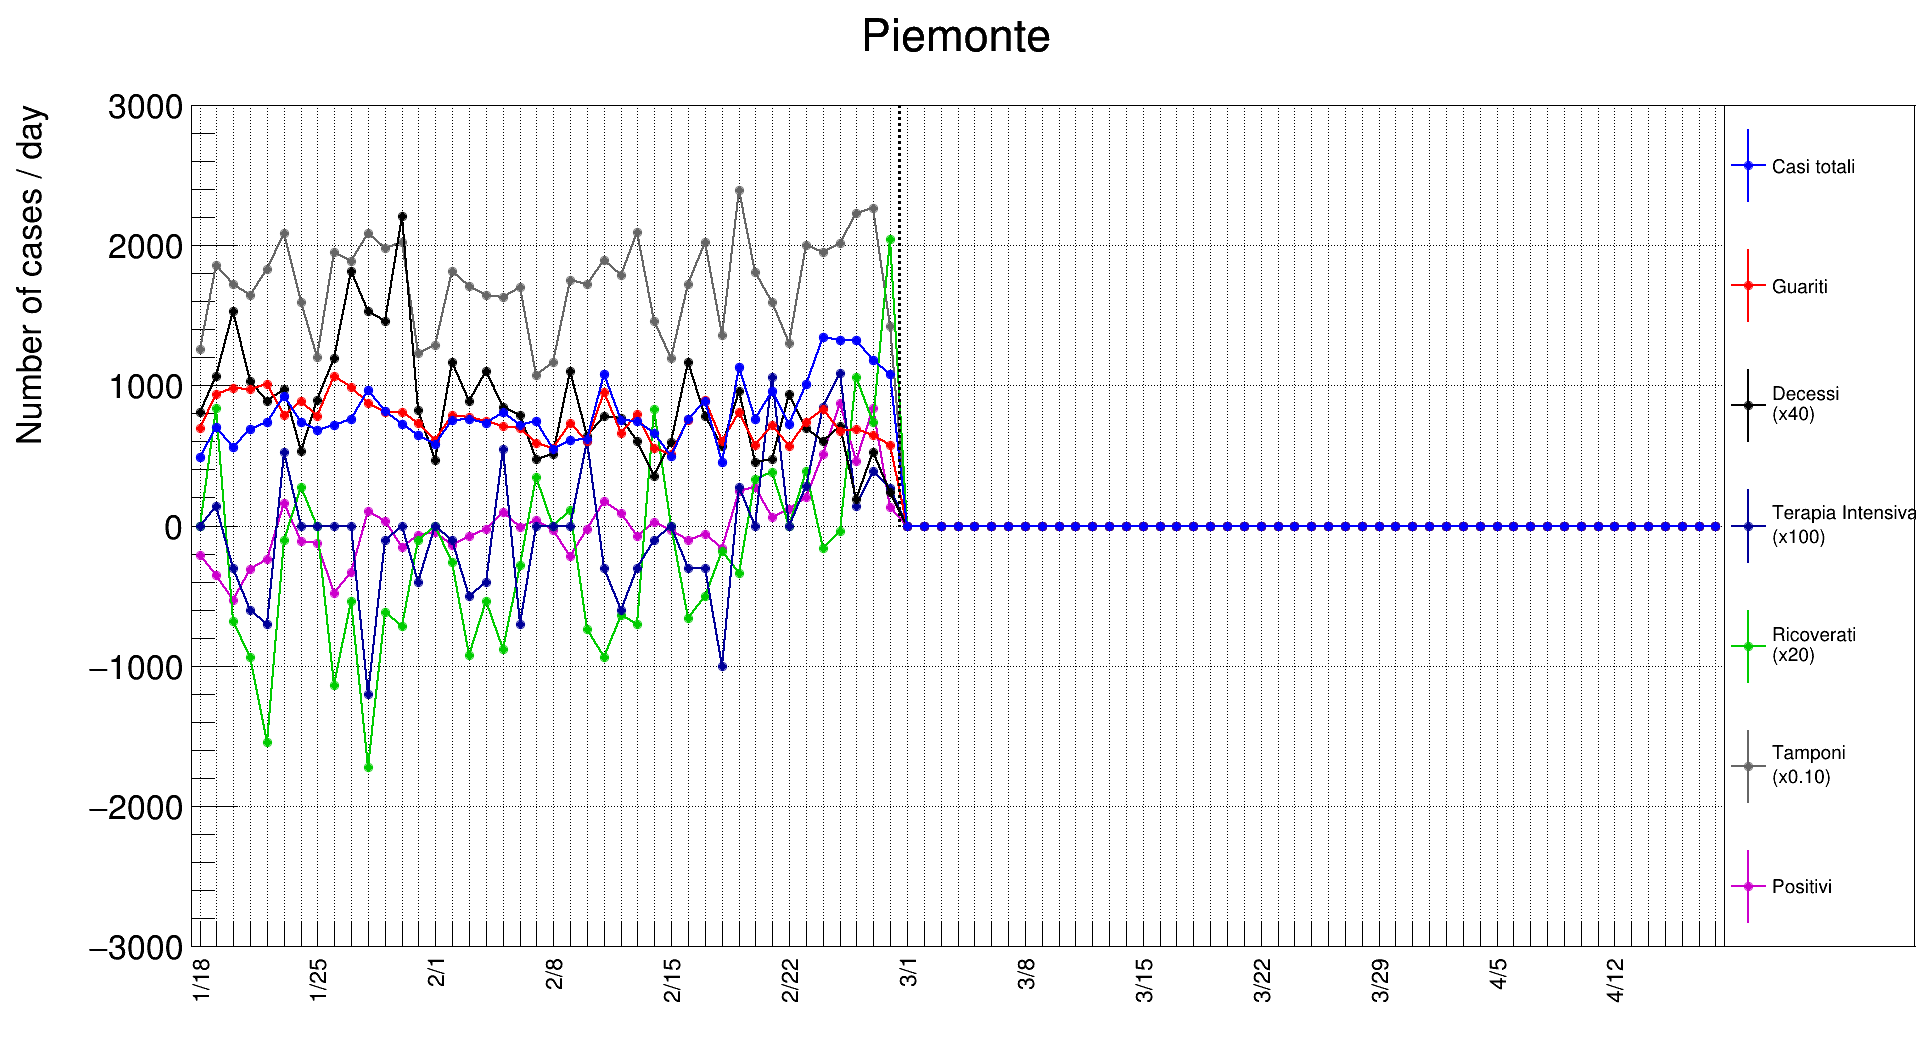 Piemonte
Number of cases / day
3000
2000
1000
0
−1000
−2000
−3000
1/18
1/25
2/1
2/8
2/15
2/22
3/1
3/8
3/15
3/22
3/29
4/5
4/12
Casi totali
Guariti
Decessi
(x40)
Terapia Intensiva
(x100)
Ricoverati
(x20)
Tamponi
(x0.10)
Positivi